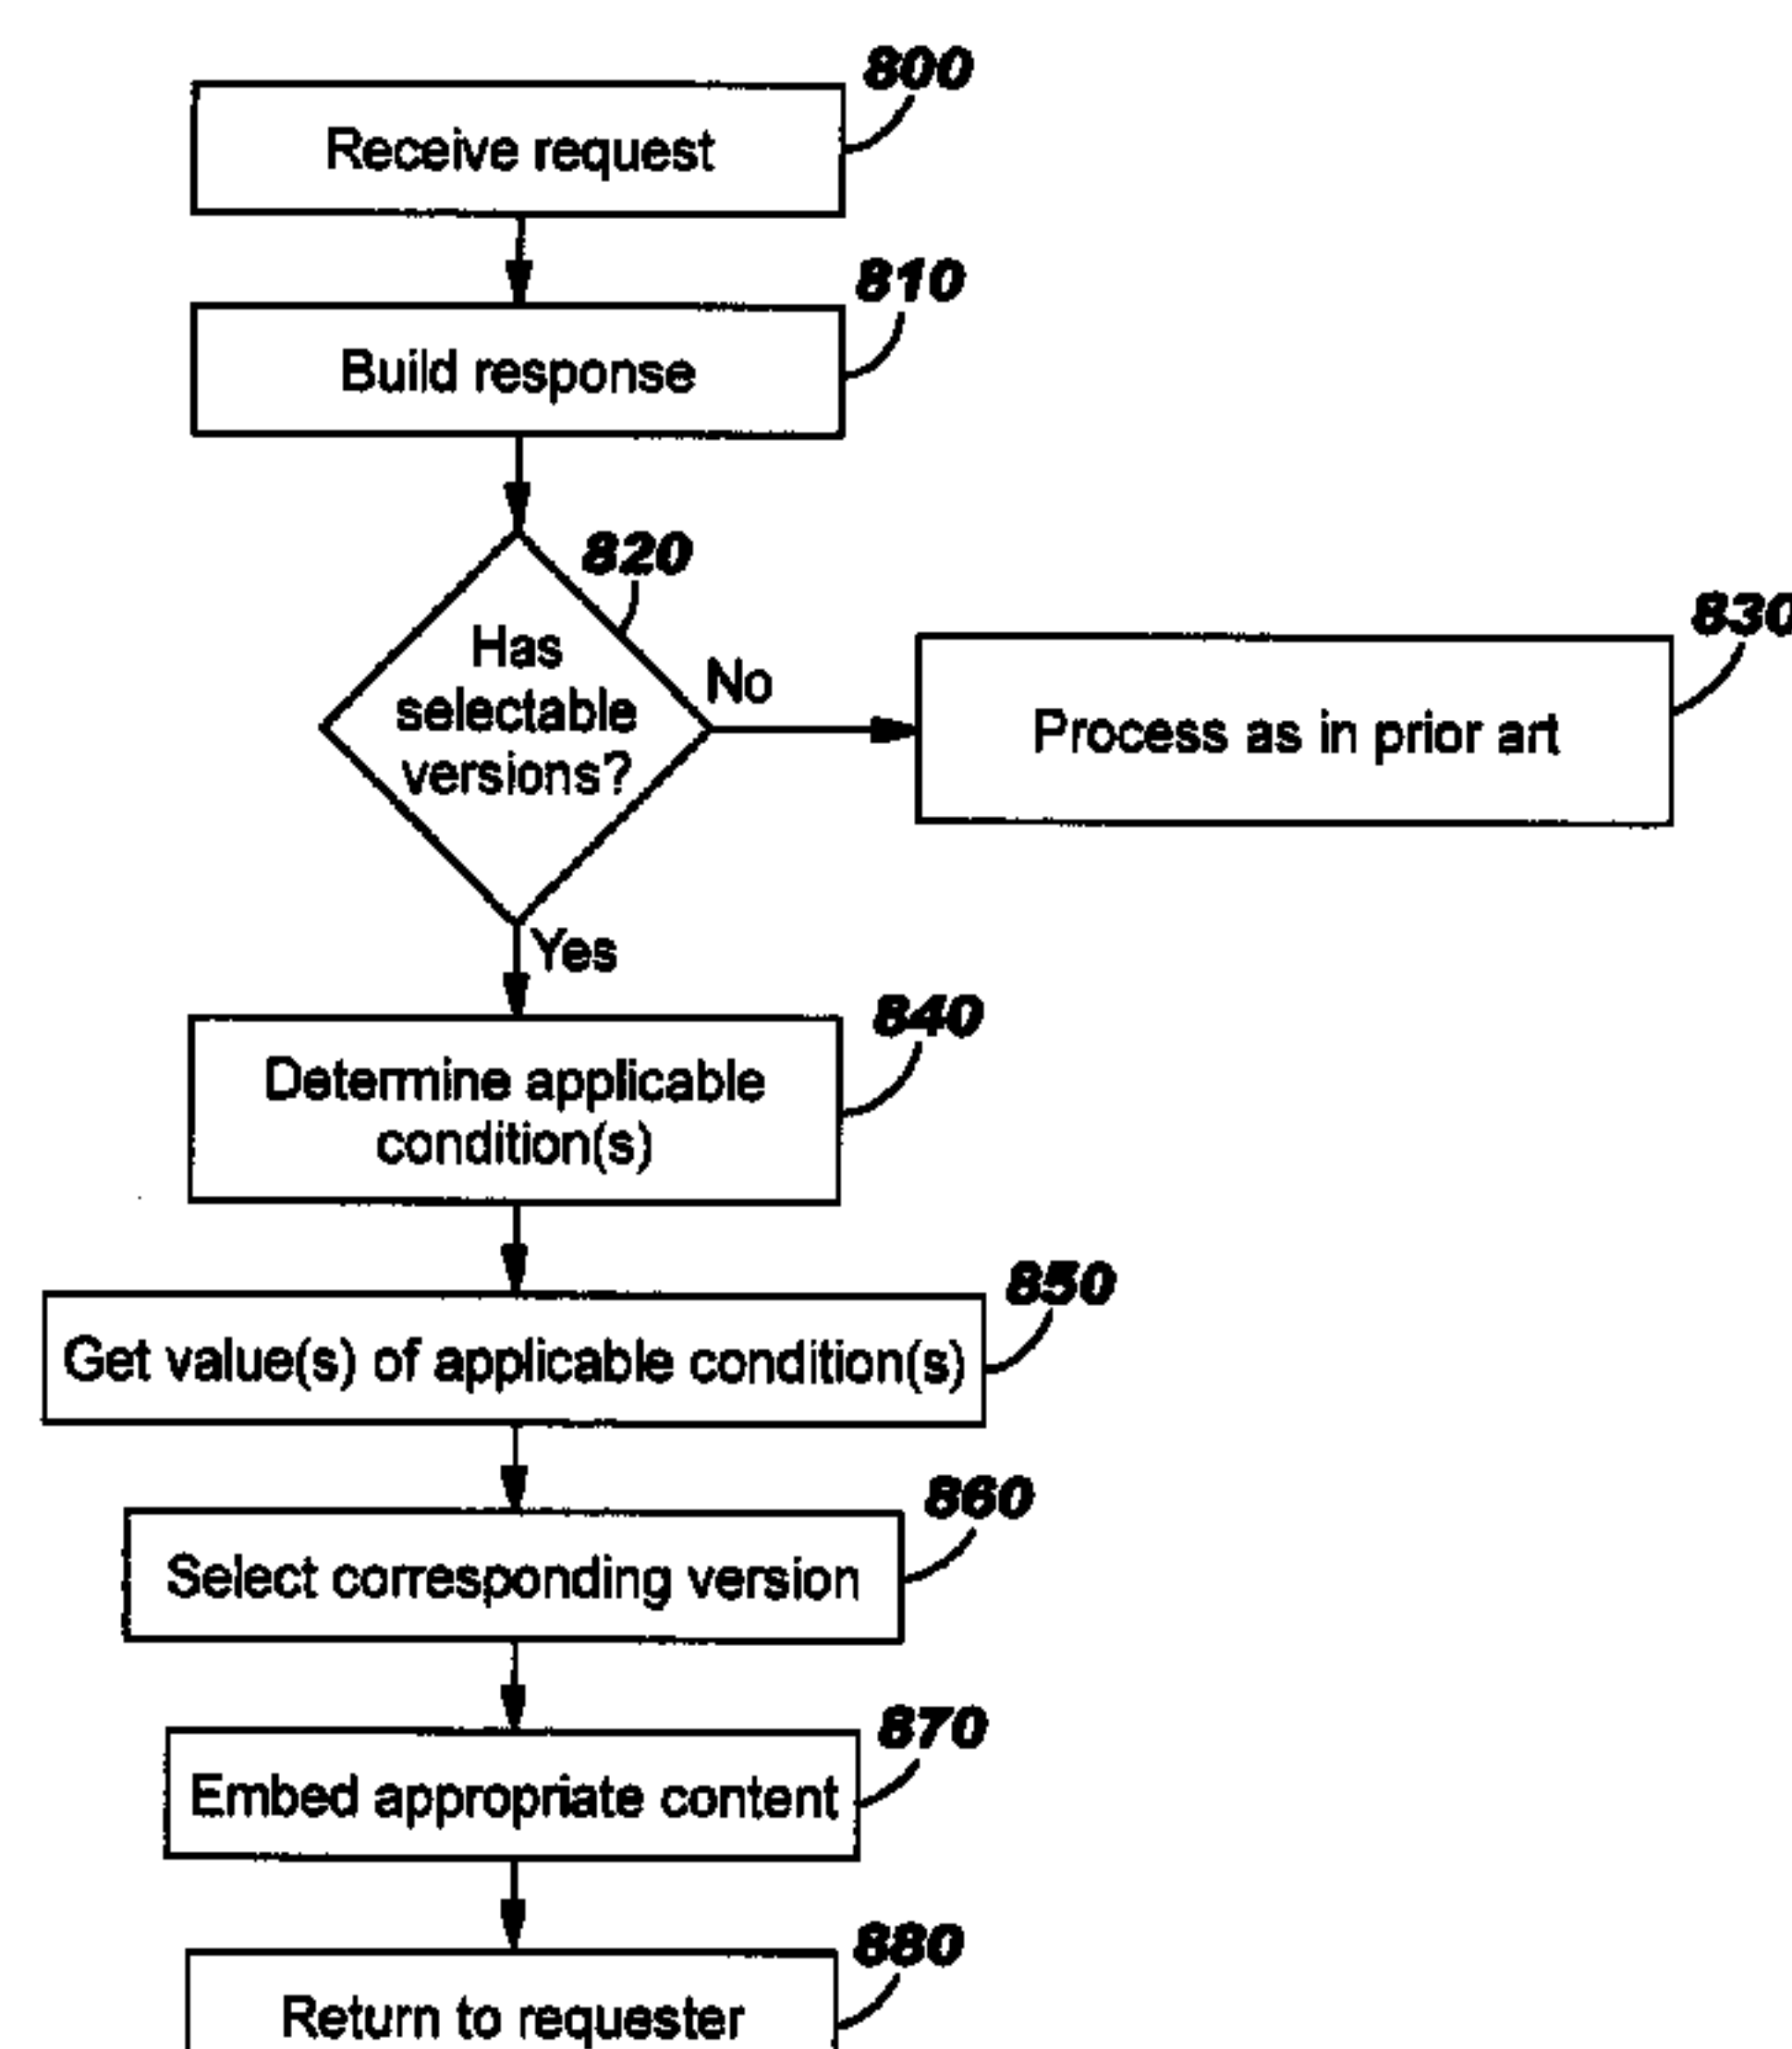 800
Receive request
810
Build response
820
Has
selectable
versions?
No
830
Process as in prior art
Yes
840
Determine applicable
condition(s)
850
Get value(s) of applicable condition(s)
860
Select corresponding version
870
Embed appropriate content
880
Return to requester